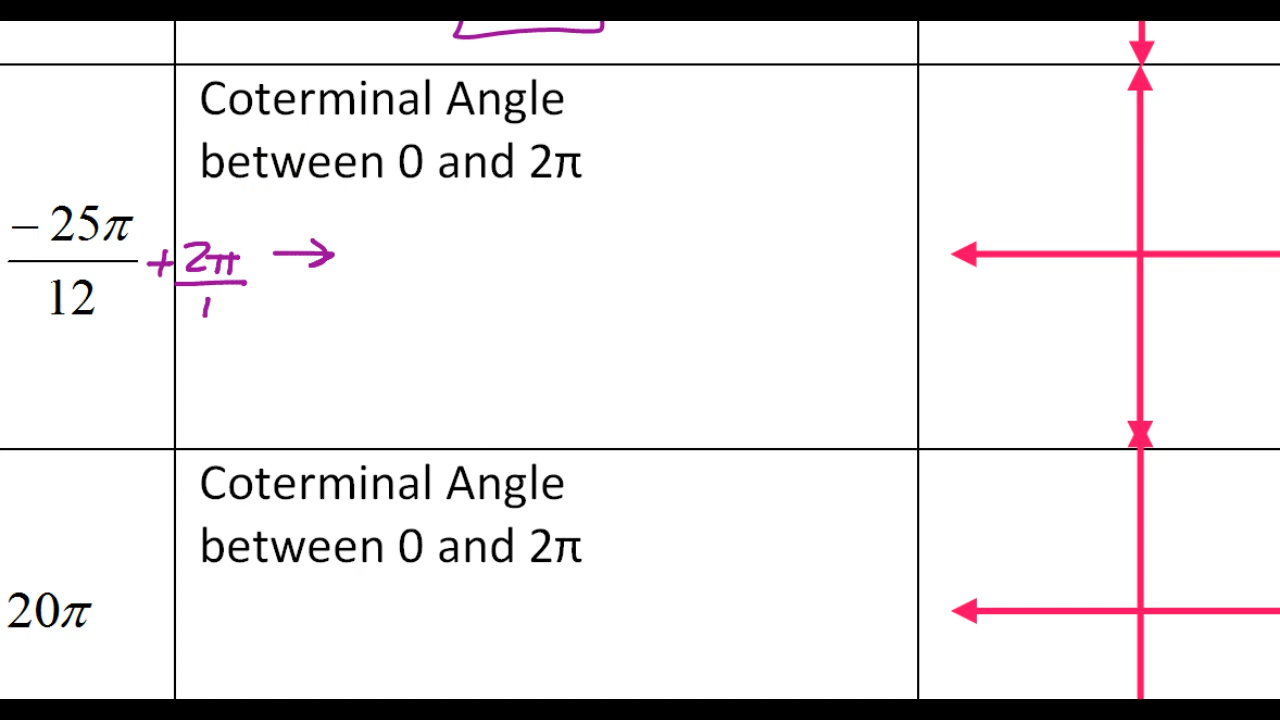 Coterminal Angle
between 0 and 2π
– 25π
12
+ 2π →
1
Coterminal Angle
between 0 and 2π
20π